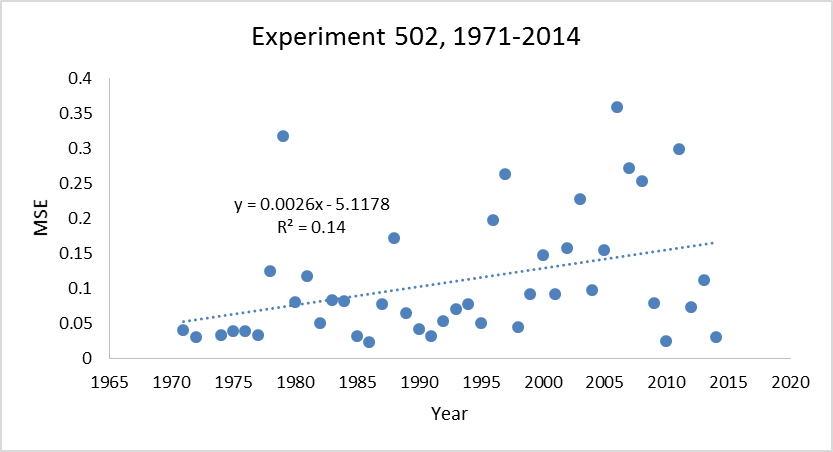 Experiment 502, 1971-2014
0.4
0.35
0.3
0.25
0.2
0.15
0.1
0.05
0
MSE
y = 0.0026x - 5.1178
R² = 0.14
1965 1970 1975 1980 1985 1990 1995 2000 2005 2010 2015 2020
Year